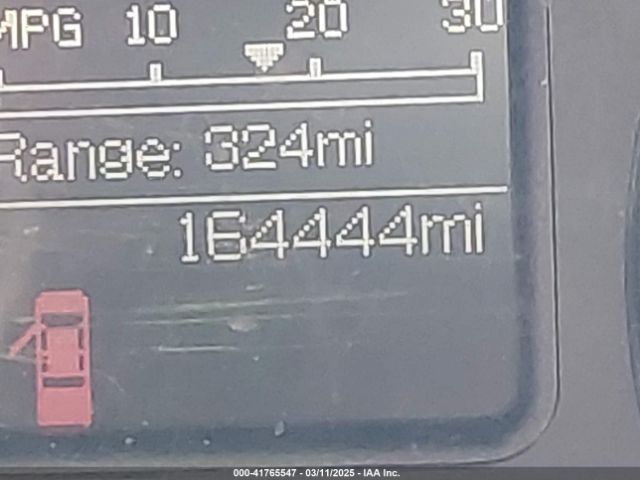 MPG 10 20 30
Range: 324mi
164444mi
000-41765547 - 03/11/2025 - IAA Inc.